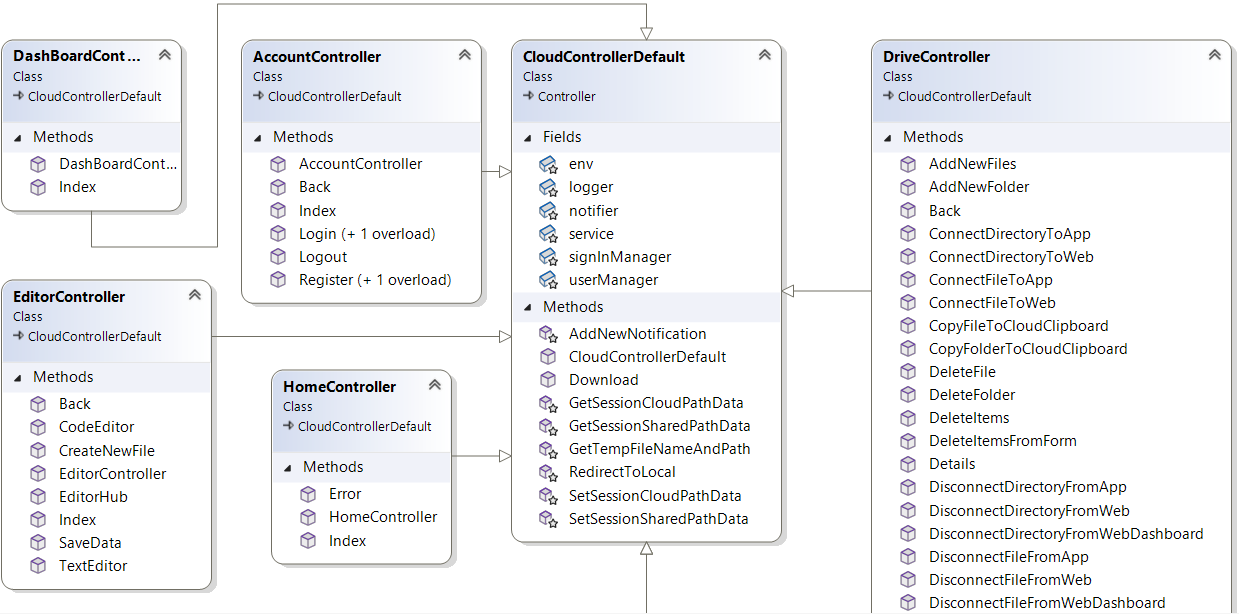 DashBoardCont...
Class
CloudControllerDefault
Methods
DashBoardCont...
Index
AccountController
Class
CloudControllerDefault
Methods
AccountController
Back
Index
Login (+ 1 overload)
Logout
Register (+ 1 overload)
CloudControllerDefault
Class
Controller
Fields
env
logger
notifier
service
signInManager
userManager
Methods
AddNewNotification
CloudControllerDefault
Download
GetSessionCloudPathData
GetSessionSharedPathData
GetTempFileNameAndPath
RedirectToLocal
SetSessionCloudPathData
SetSessionSharedPathData
DriveController
Class
CloudControllerDefault
Methods
AddNewFiles
AddNewFolder
Back
ConnectDirectoryToApp
ConnectDirectoryToWeb
ConnectFileToApp
ConnectFileToWeb
CopyFileToCloudClipboard
CopyFolderToCloudClipboard
DeleteFile
DeleteFolder
DeleteItems
DeleteItemsFromForm
Details
DisconnectDirectoryFromApp
DisconnectDirectoryFromWeb
DisconnectDirectoryFromWebDashboard
DisconnectFileFromApp
DisconnectFileFromWeb
DisconnectFileFromWebDashboard
EditorController
Class
CloudControllerDefault
Methods
Back
CodeEditor
CreateNewFile
EditorController
EditorHub
Index
SaveData
TextEditor
HomeController
Class
CloudControllerDefault
Methods
Error
HomeController
Index